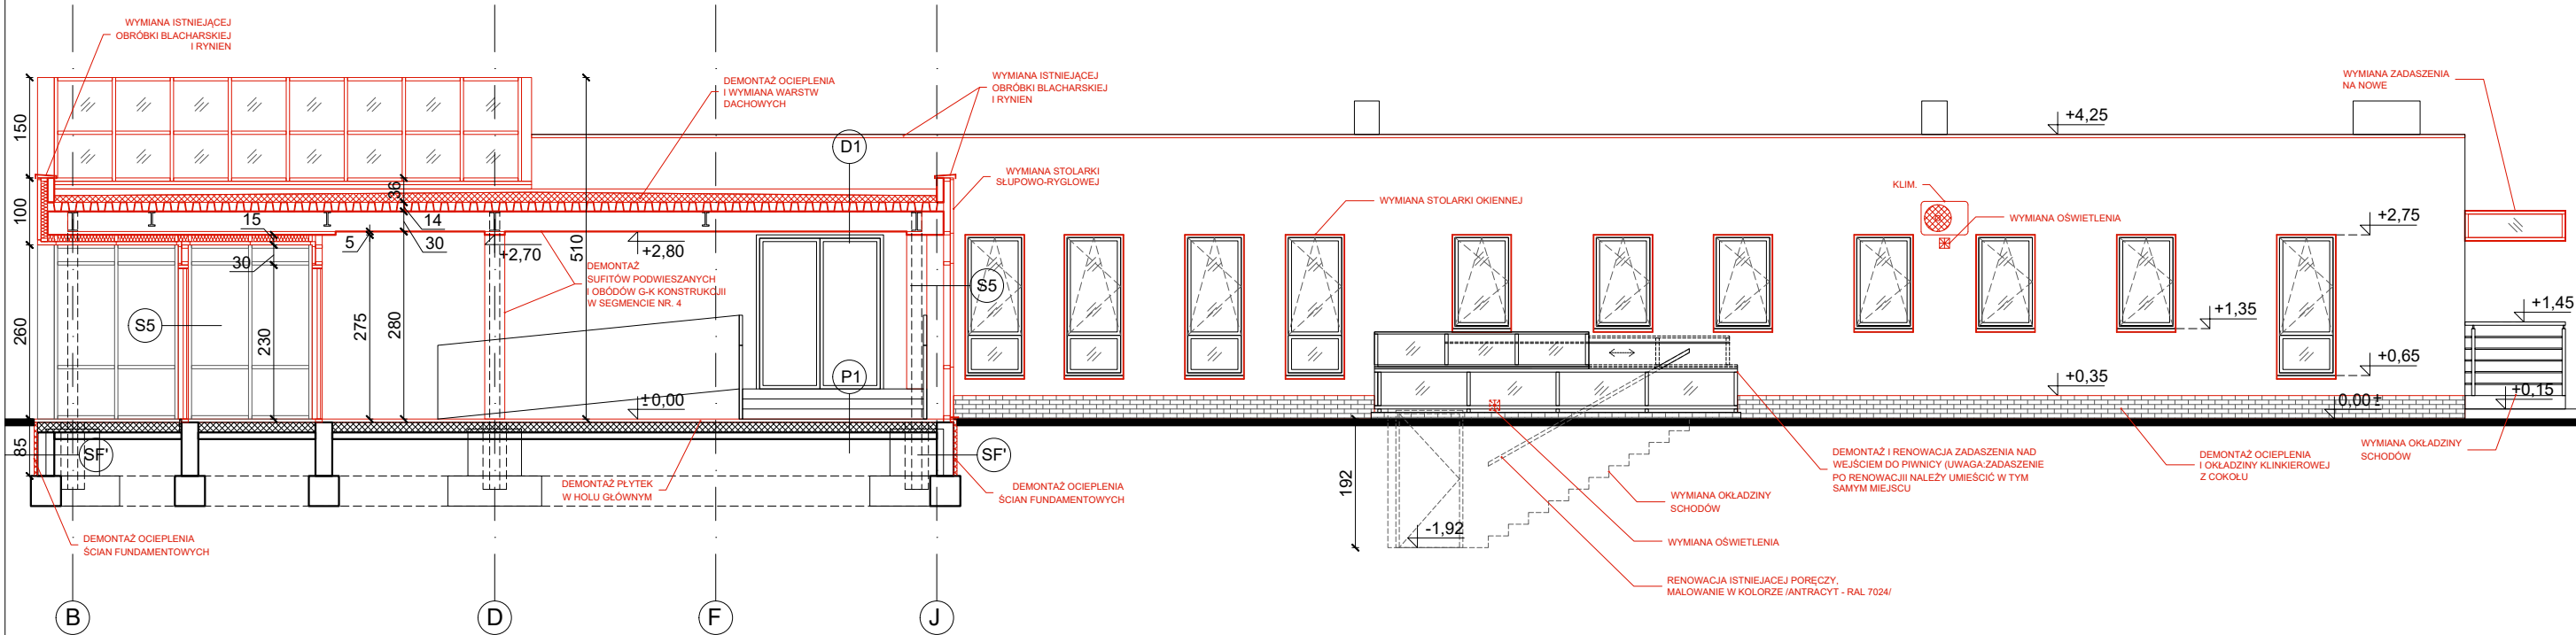 WYMIANA ISTNIEJĄCEJ
OBRÓBKI BLACHARSKIEJ
I RYNIEN
DEMONTAŻ OCIEPLENIA
I WYMIANA WARSTW
DACHOWYCH
WYMIANA ISTNIEJĄCEJ
OBRÓBKI BLACHARSKIEJ
I RYNIEN
WYMIANA ZADASZENIA
NA NOWE
+4,25
D1
WYMIANA STOLARKI
SŁUPOWO-RYGLOWEJ
WYMIANA STOLARKI OKIENNEJ
KLIM.
WYMIANA OŚWIETLENIA
+2,75
150
100
260
85
36
15
14
5
30
30
510
+2,70
+2,80
DEMONTAŻ
SUFITÓW PODWIESZANYCH
I OBÓDÓW G-K KONSTRUKCJI
W SEGMENCIE NR. 4
S5
S5
230
275
280
+1,35
+1,45
+0,65
+0,35
+0,15
0,00±
P1
±0,00
SF'
SF'
DEMONTAŻ PŁYTEK
W HOLU GŁÓWNYM
DEMONTAŻ OCIEPLENIA
ŚCIAN FUNDAMENTOWYCH
DEMONTAŻ OCIEPLENIA
ŚCIAN FUNDAMENTOWYCH
192
-1,92
WYMIANA OKŁADZINY
SCHODÓW
WYMIANA OŚWIETLENIA
RENOWACJA ISTNIEJACEJ PORĘCZY,
MALOWANIE W KOLORZE /ANTRACYT - RAL 7024/
DEMONTAŻ I RENOWACJA ZADASZENIA NAD
WEJŚCIEM DO PIWNICY (UWAGA:ZADASZENIE
PO RENOWACJI NALEŻY UMIEŚCIĆ W TYM
SAMYM MIEJSCU
DEMONTAŻ OCIEPLENIA
I OKŁADZINY KLINKIEROWEJ
Z COKOŁU
WYMIANA OKŁADZINY
SCHODÓW
B
D
F
J